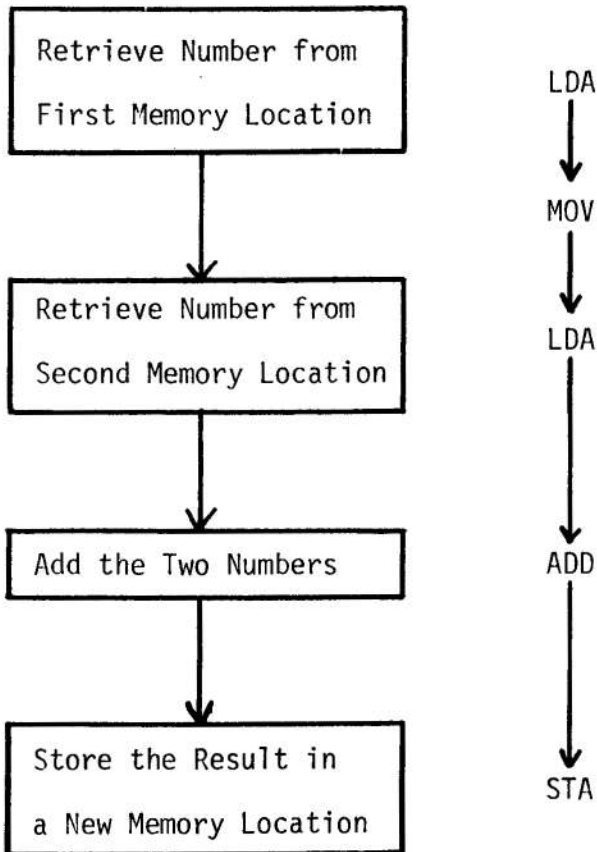 Retrieve Number from
First Memory Location
LDA
MOV
Retrieve Number from
Second Memory Location
LDA
Add the Two Numbers
ADD
Store the Result in
a New Memory Location
STA